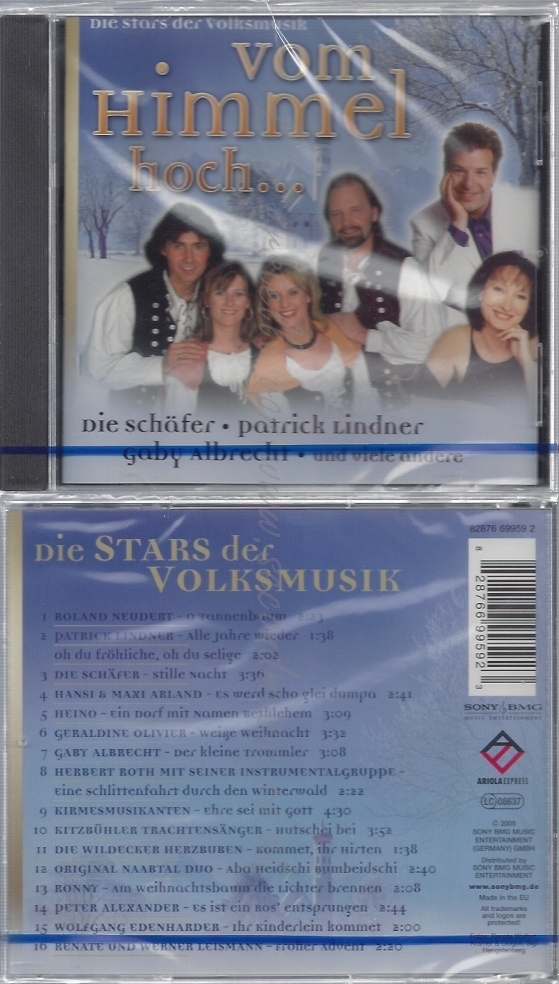 Die Stars der Volksmusik
vom
Himmel
hoch...
Die Schäfer • Patrick Lindner
Gaby Albrecht • und viele andere
Die STARS der
VOLKSMUSIK
82876 69959 2
8
28766 99592
3
1 ROLAND NEUDERT - O Tannenbaum 2:23
2 PATRICK LINDNER - Alle Jahre wieder 1:38
oh du fröhliche, oh du selige 2:02
3 DIE SCHÄFER - Stille Nacht 3:36
4 HANSI & MAXI ARLAND - Es werd scho glei dumpa 2:41
5 HEINO - Ein Dorf mit Namen Bethlehem 3:09
6 GERALDINE OLIVIER - Weiße Weihnacht 3:32
7 GABY ALBRECHT - Der kleine Trommler 3:08
8 HERBERT ROTH MIT SEINER INSTRUMENTALGRUPPE -
eine Schlittenfahrt durch den Winterwald 2:22
9 KIRMESMUSIKANTEN - Ehre sei mit Gott 4:30
10 KITZBÜHLER TRACHTENSÄNGER - Hutschei bei 3:52
11 DIE WILDECKER HERZBUBEN - Kommet, ihr Hirten 1:38
12 ORIGINAL NAABTAL DUO - Aba Heidschi Bumbeidschi 2:40
13 RONNY - Am Weihnachtsbaum die Lichter brennen 2:08
14 PETER ALEXANDER - Es ist ein Ros' entsprungen 2:44
15 WOLFGANG EDENHARDER - Ihr Kinderlein kommet 2:00
16 RENATE UND WERNER LEISMANN - Froher Advent 2:20
SONY BMG
MUSIC ENTERTAINMENT
ARIOLA EXPRESS
LC 08637
SONY BMG MUSIC
ENTERTAINMENT
(GERMANY) GMBH
Distributed by
SONY BMG MUSIC
ENTERTAINMENT
www.sonybmg.de
Made in the EU
All trademarks
and logos are
protected!